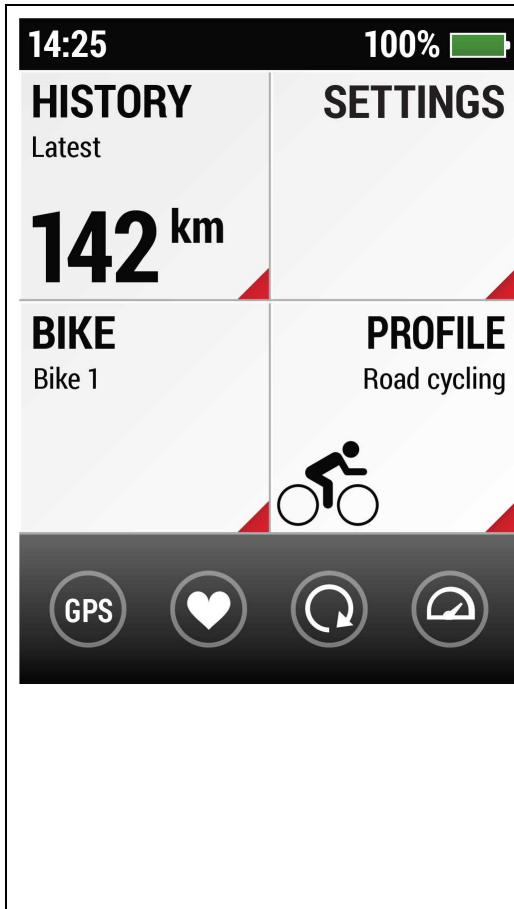 14:25 100%
HISTORY
Latest
142 km
SETTINGS
BIKE
Bike 1
PROFILE
Road cycling
GPS